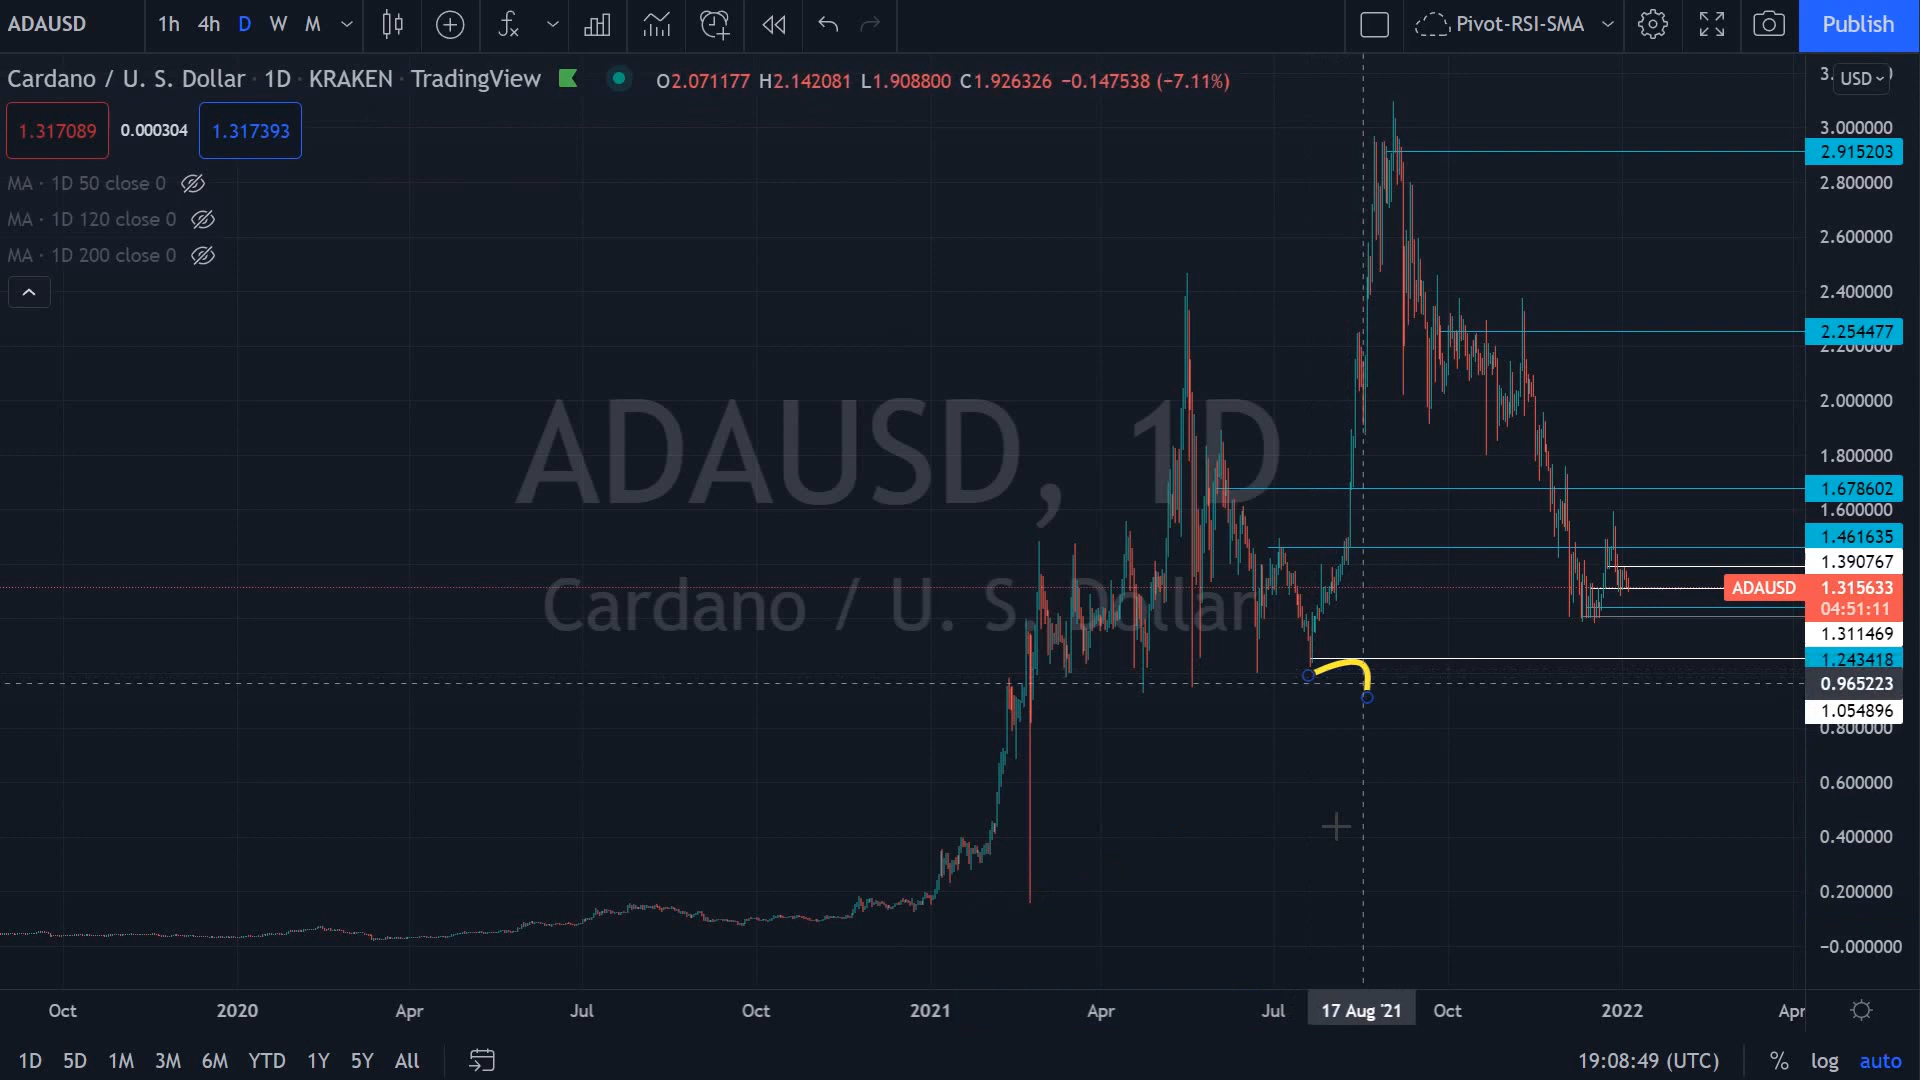 ADAUSD 1h 4h D W M Pivot-RSI-SMA Publish
Cardano / U. S. Dollar · 1D · KRAKEN · TradingView O2.071177 H2.142081 L1.908800 C1.926326 −0.147538 (−7.11%)
USD
1.317089 0.000304 1.317393
MA · 1D 50 close 0
MA · 1D 120 close 0
MA · 1D 200 close 0
3.000000
2.915203
2.800000
2.600000
2.400000
2.254477
2.200000
2.000000
1.800000
1.678602
1.600000
1.461635
1.390767
ADAUSD 1.315633
04:51:11
1.311469
1.243418
0.965223
1.054896
0.800000
0.600000
0.400000
0.200000
−0.000000
ADAUSD, 1D
Cardano / U. S. Dollar
Oct 2020 Apr Jul Oct 2021 Apr Jul 17 Aug '21 Oct 2022 Apr
1D 5D 1M 3M 6M YTD 1Y 5Y All 19:08:49 (UTC) % log auto